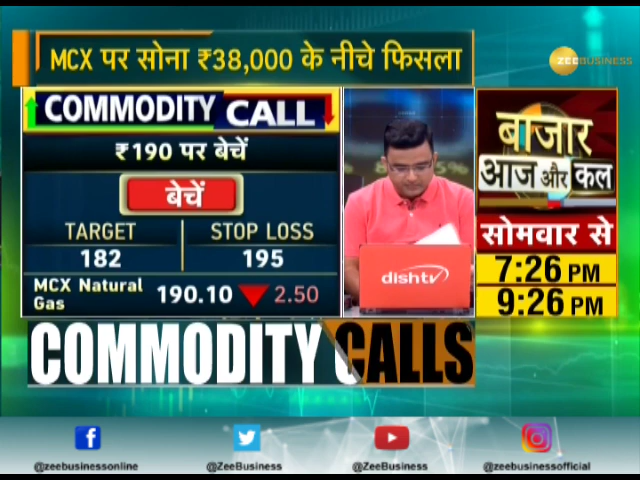 MCX पर सोना ₹38,000 के नीचे फिसला
ZEEBUSINESS
COMMODITY CALL
₹190 पर बेचें
बेचें
TARGET STOP LOSS
182 195
MCX Natural Gas 190.10 2.50
dishtv
बाजार
आज और कल
सोमवार से
7:26 PM
9:26 PM
COMMODITY CALLS
@zeebusinessonline @ZeeBusiness @ZeeBusiness @zeebusinessofficial